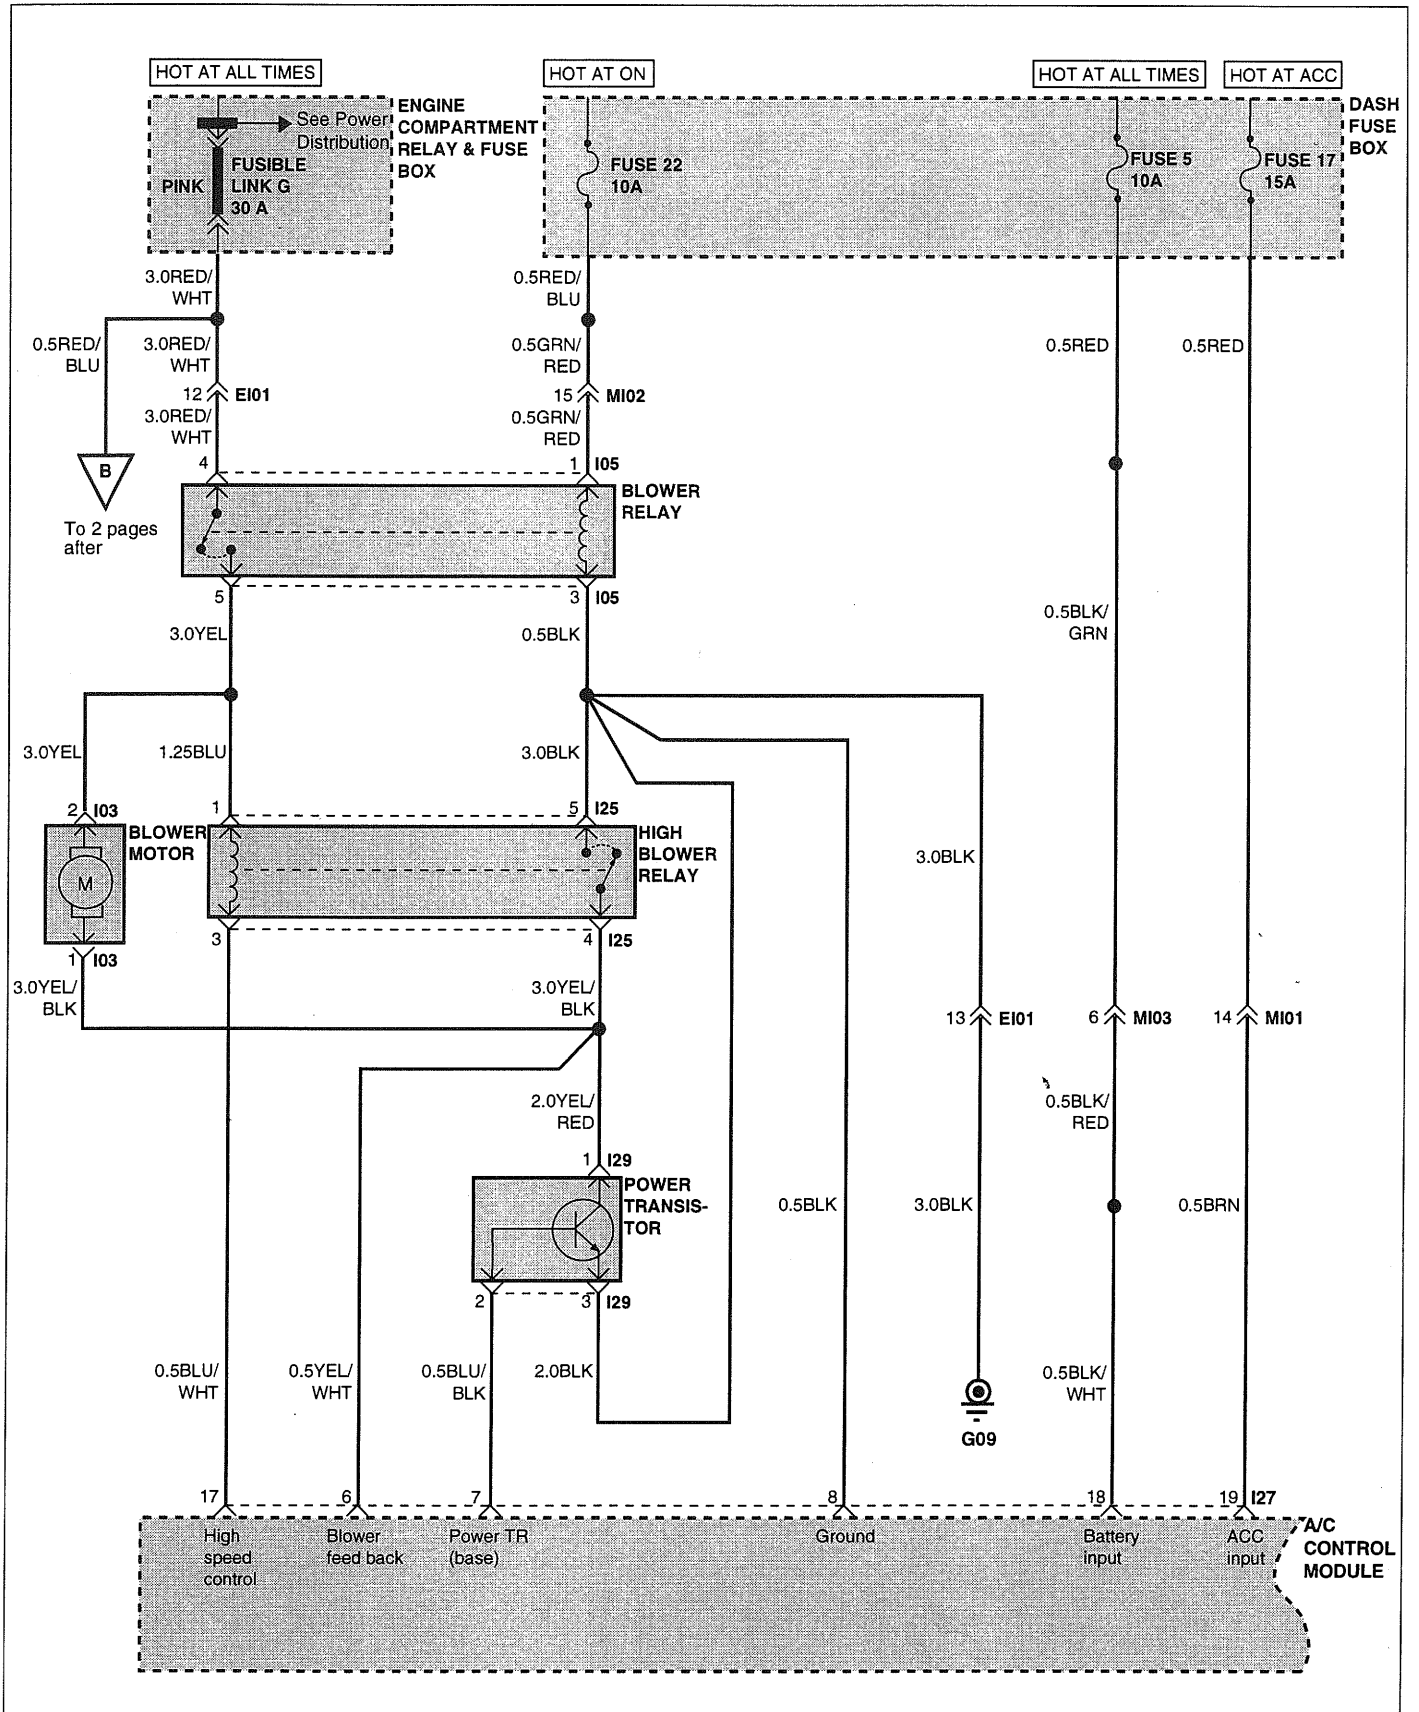 HOT AT ALL TIMES
HOT AT ON
HOT AT ALL TIMES
HOT AT ACC
ENGINE
COMPARTMENT
RELAY & FUSE
BOX
See Power
Distribution
PINK
FUSIBLE
LINK G
30 A
FUSE 22
10A
FUSE 5
10A
FUSE 17
15A
DASH
FUSE
BOX
3.0RED/
WHT
0.5RED/
BLU
0.5RED/
BLU
3.0RED/
WHT
0.5GRN/
RED
0.5RED
0.5RED
12 EI01
15 MI02
3.0RED/
WHT
0.5GRN/
RED
4
1 I05
B
To 2 pages
after
BLOWER
RELAY
5
3 I05
3.0YEL
0.5BLK
0.5BLK/
GRN
3.0YEL
1.25BLU
3.0BLK
2 I03
1
5 I25
BLOWER
MOTOR
M
HIGH
BLOWER
RELAY
3.0BLK
1 I03
3
4 I25
3.0YEL/
BLK
3.0YEL/
BLK
13 EI01
6 MI03
14 MI01
2.0YEL/
RED
0.5BLK/
RED
1 I29
POWER
TRANSIS-
TOR
0.5BLK
3.0BLK
0.5BRN
2
3 I29
0.5BLU/
WHT
0.5YEL/
WHT
0.5BLU/
BLK
2.0BLK
0.5BLK/
WHT
G09
17
6
7
8
18
19 I27
High
speed
control
Blower
feed back
Power TR
(base)
Ground
Battery
input
ACC
input
A/C
CONTROL
MODULE